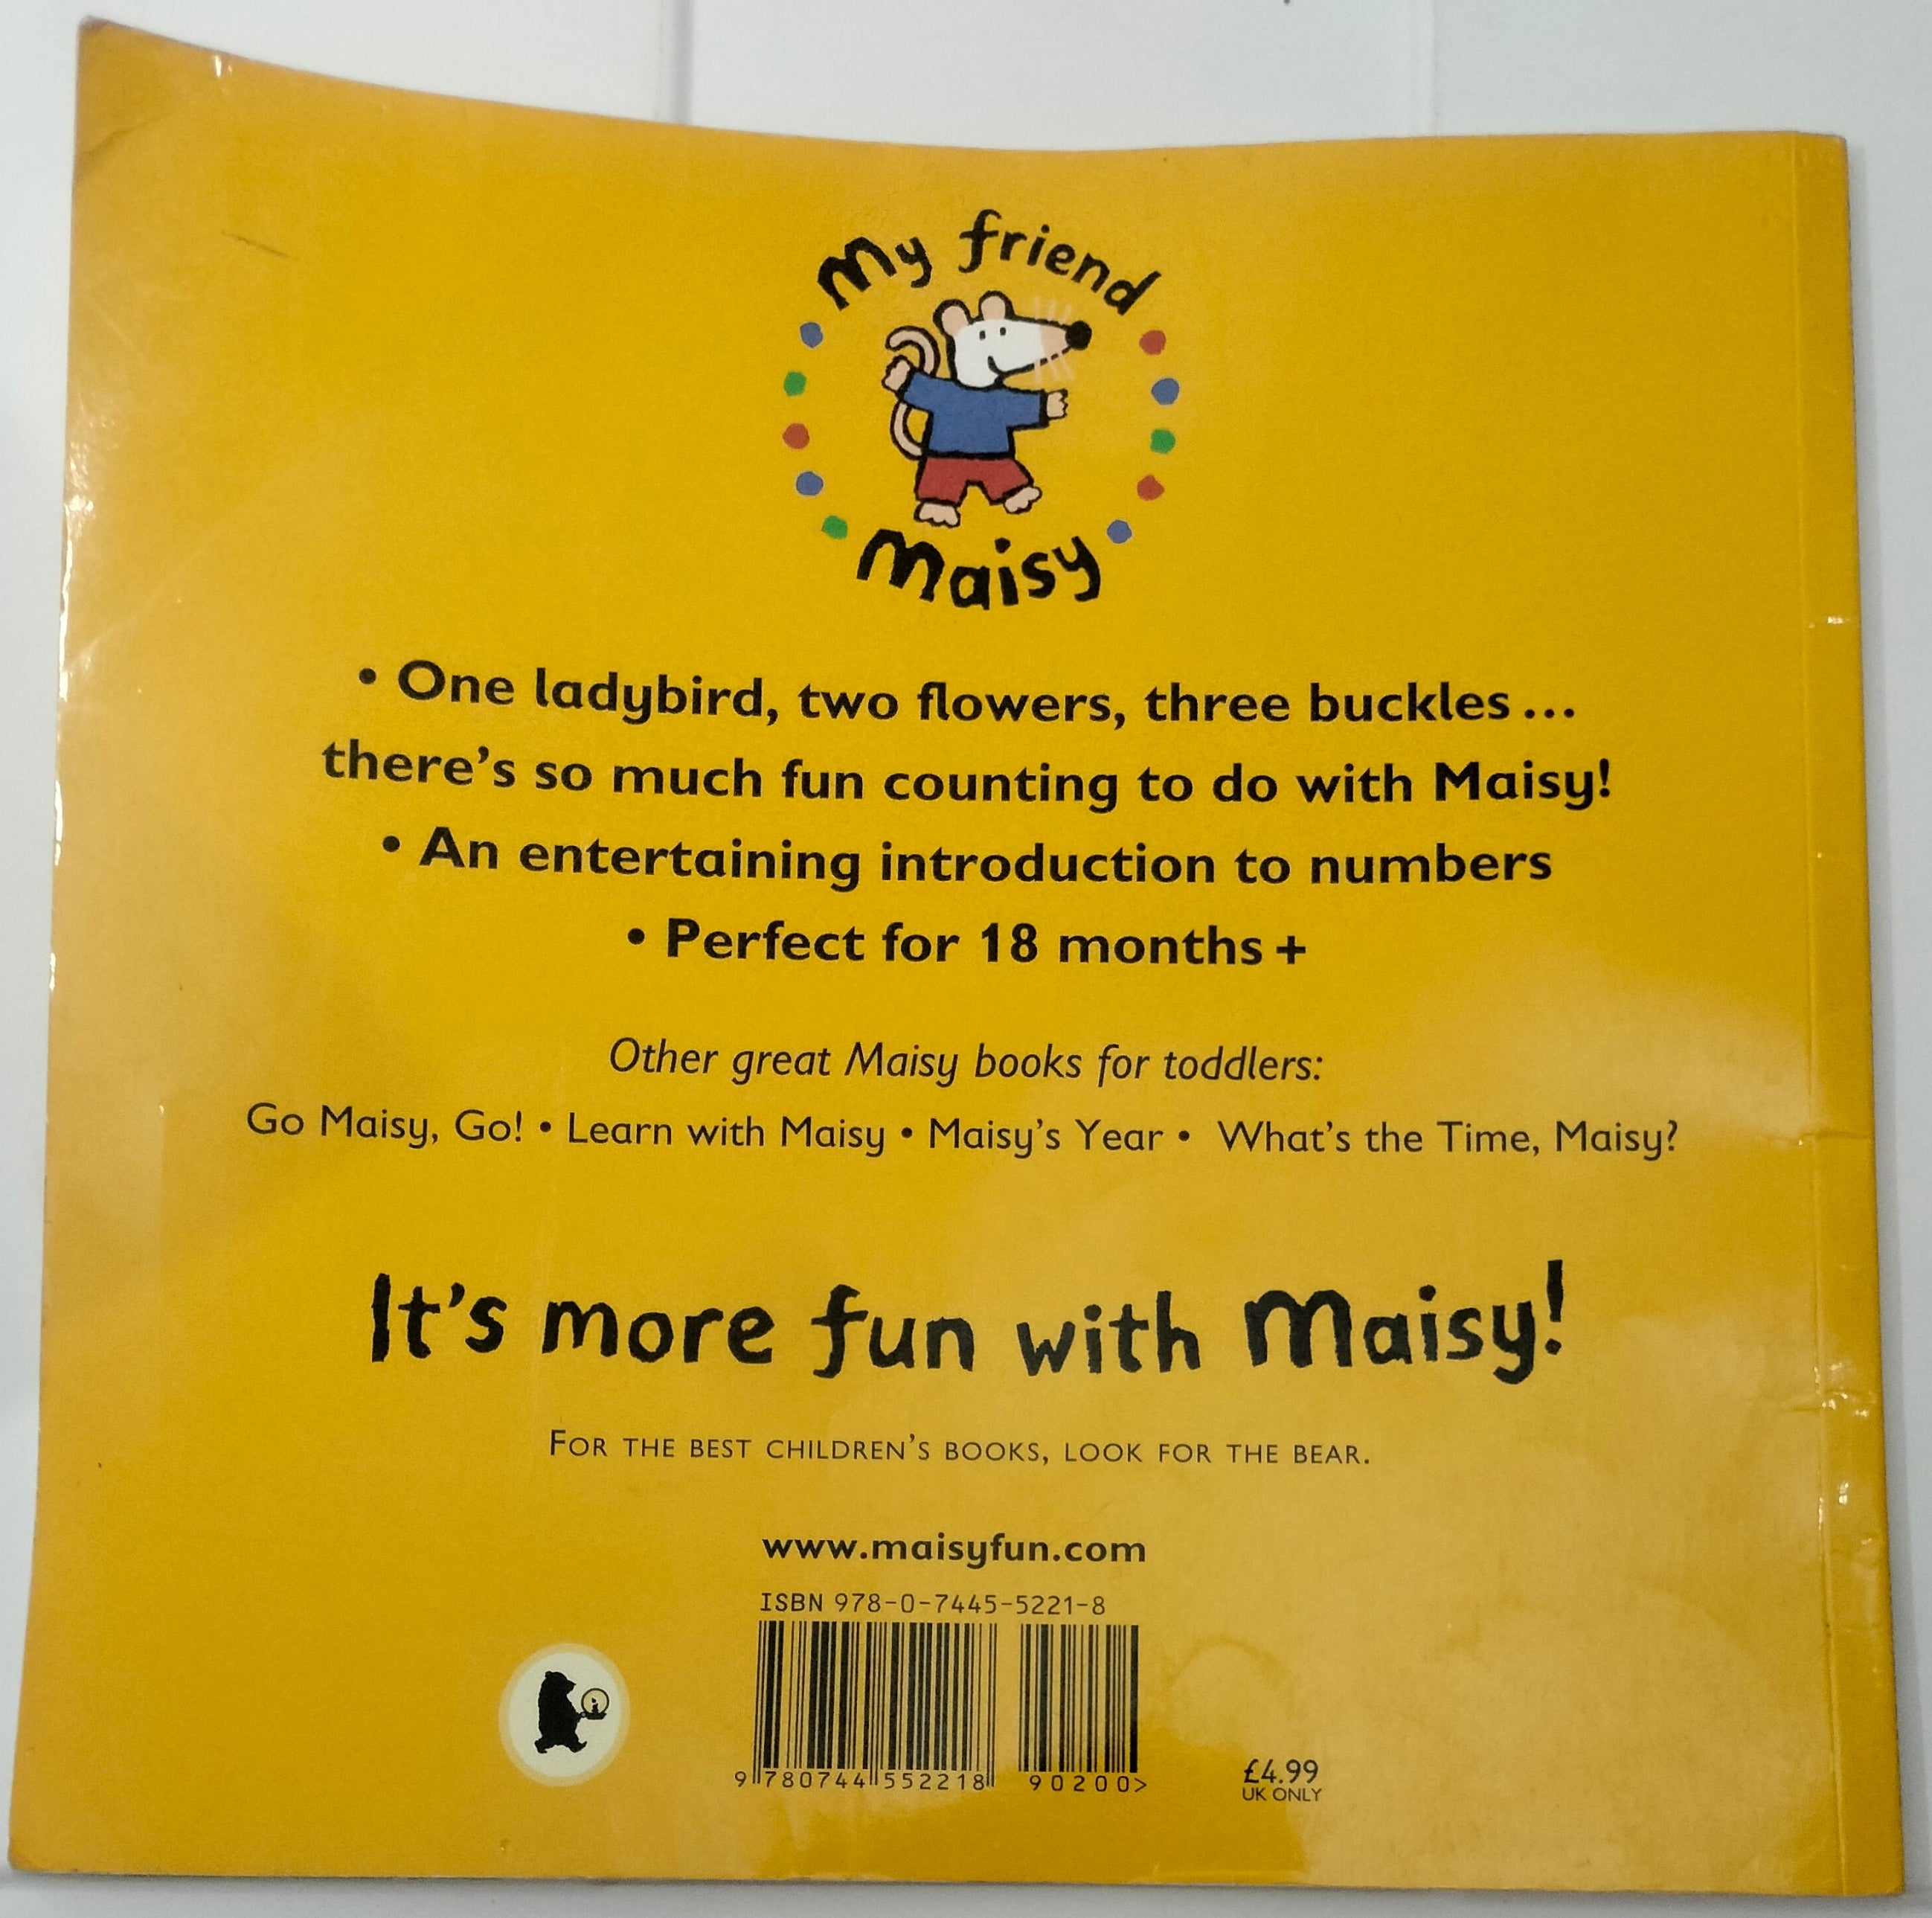 My friend
Maisy
• One ladybird, two flowers, three buckles...
there's so much fun counting to do with Maisy!
• An entertaining introduction to numbers
• Perfect for 18 months+
Other great Maisy books for toddlers:
Go Maisy, Go! • Learn with Maisy • Maisy's Year • What's the Time, Maisy?
It's more fun with Maisy!
FOR THE BEST CHILDREN'S BOOKS, LOOK FOR THE BEAR.
www.maisyfun.com
ISBN 978-0-7445-5221-8
9 780744 552218 90200>
£4.99
UK ONLY